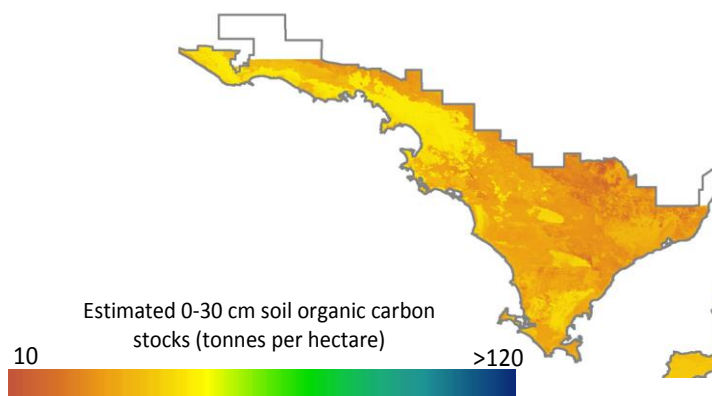 Estimated 0-30 cm soil organic carbon
stocks (tonnes per hectare)
10 >120